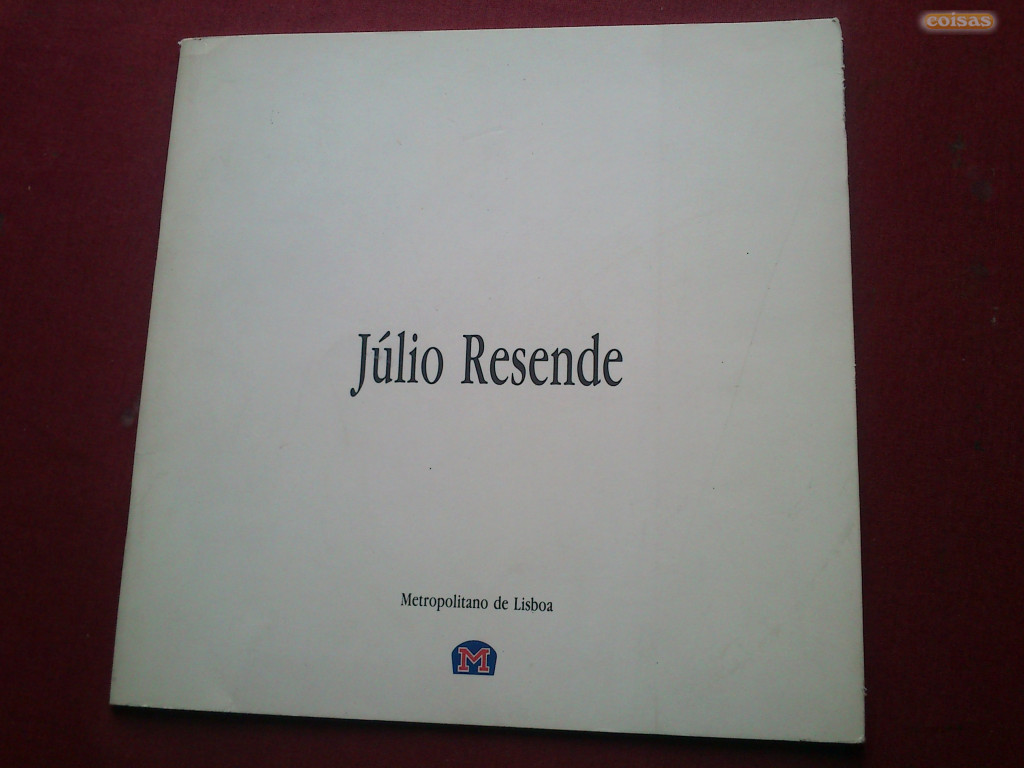 coisas
Júlio Resende
Metropolitano de Lisboa
M